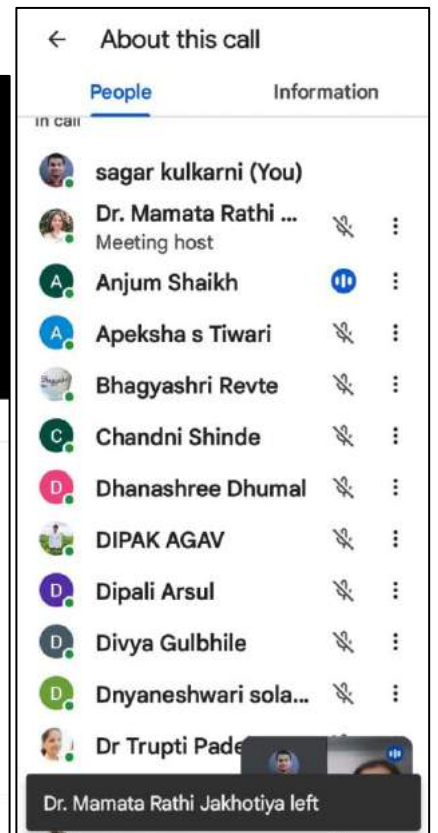 About this call
People Information
In call
sagar kulkarni (You)
Dr. Mamata Rathi ...
Meeting host
A Anjum Shaikh
A Apeksha s Tiwari
Bhagyashri Revte
C Chandni Shinde
D Dhanashree Dhumal
DIPAK AGAV
D Dipali Arsul
D Divya Gulbhile
D Dnyaneshwari sola...
Dr Trupti Pade
Dr. Mamata Rathi Jakhotiya left